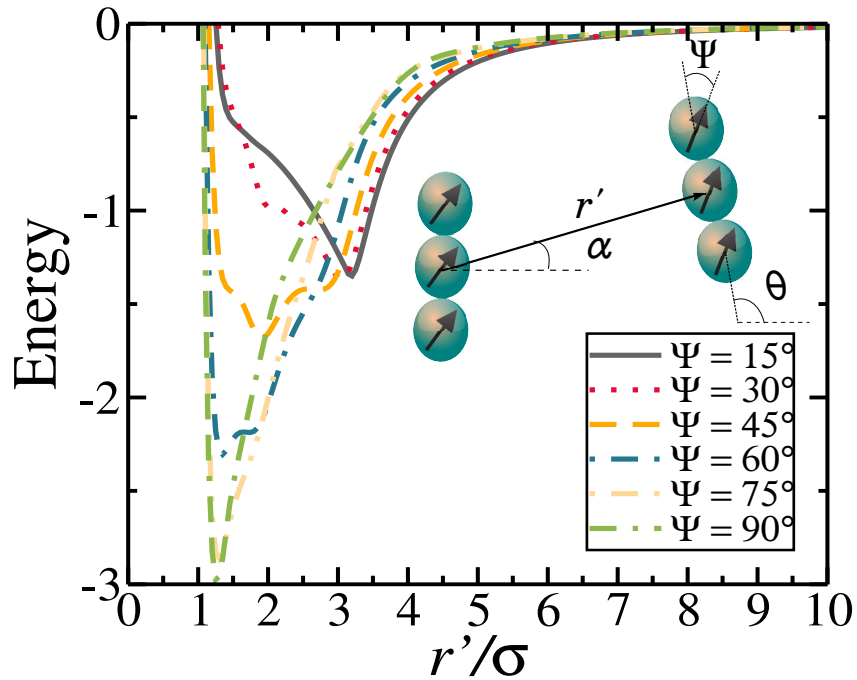 0
-1
-2
-3
Energy
0 1 2 3 4 5 6 7 8 9 10
r’/σ
Ψ
r′
α
θ
Ψ = 15°
Ψ = 30°
Ψ = 45°
Ψ = 60°
Ψ = 75°
Ψ = 90°